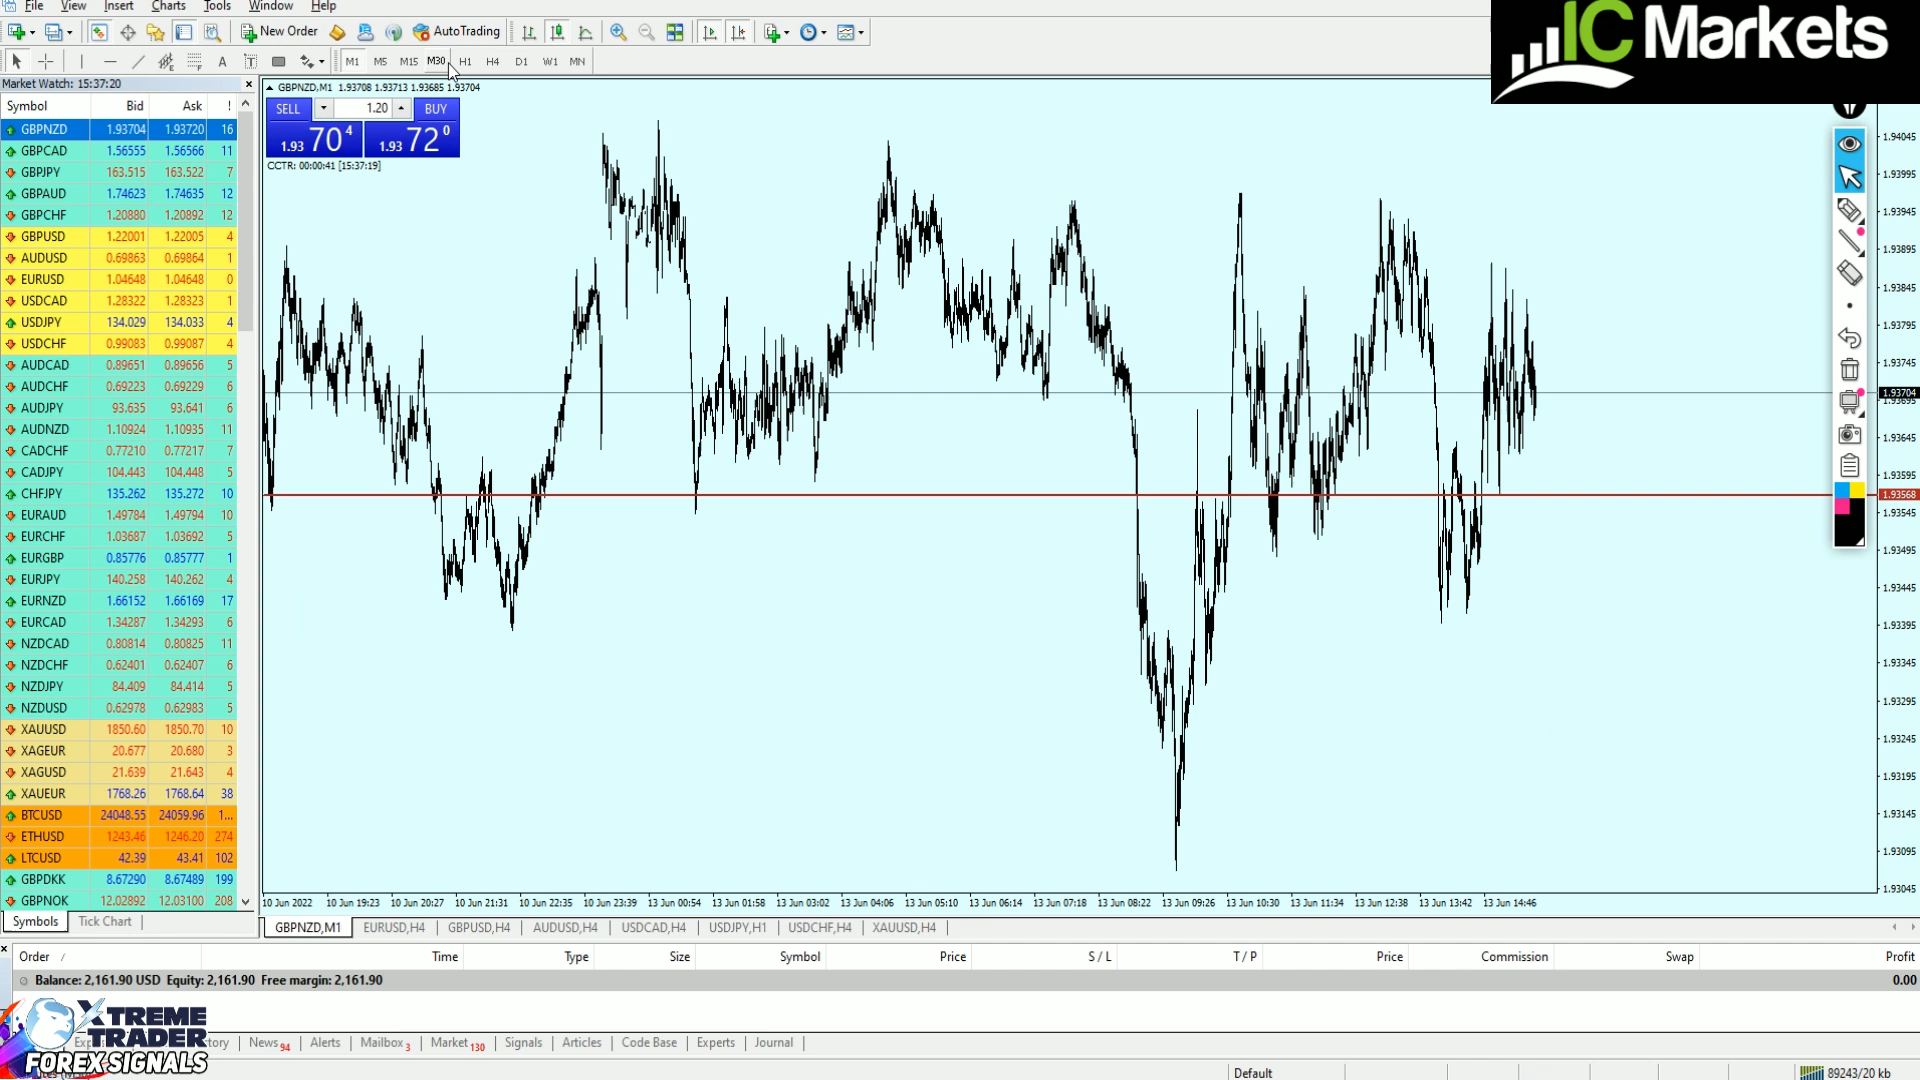 File View Insert Charts Tools Window Help
IC Markets
New Order AutoTrading
A T M1 M5 M15 M30 H1 H4 D1 W1 MN
Market Watch: 15:37:20
Symbol Bid Ask !
GBPNZD 1.93704 1.93720 16
GBPCAD 1.56555 1.56566 11
GBPJPY 163.515 163.522 7
GBPAUD 1.74623 1.74635 12
GBPCHF 1.20880 1.20892 12
GBPUSD 1.22001 1.22005 4
AUDUSD 0.69863 0.69864 1
EURUSD 1.04648 1.04648 0
USDCAD 1.28322 1.28323 1
USDJPY 134.029 134.033 4
USDCHF 0.99083 0.99087 4
AUDCAD 0.89651 0.89656 5
AUDCHF 0.69223 0.69229 6
AUDJPY 93.635 93.641 6
AUDNZD 1.10924 1.10935 11
CADCHF 0.77210 0.77217 7
CADJPY 104.443 104.448 5
CHFJPY 135.262 135.272 10
EURAUD 1.49784 1.49794 10
EURCHF 1.03687 1.03692 5
EURGBP 0.85776 0.85777 1
EURJPY 140.258 140.262 4
EURNZD 1.66152 1.66169 17
EURCAD 1.34287 1.34293 6
NZDCAD 0.80814 0.80825 11
NZDCHF 0.62401 0.62407 6
NZDJPY 84.409 84.414 5
NZDUSD 0.62978 0.62983 5
XAUUSD 1850.60 1850.70 10
XAGEUR 20.677 20.680 3
XAGUSD 21.639 21.643 4
XAUEUR 1768.26 1768.64 38
BTCUSD 24048.55 24059.96 1...
ETHUSD 1243.46 1246.20 274
LTCUSD 42.39 43.41 102
GBPDKK 8.67290 8.67489 199
GBPNOK 12.02892 12.03100 208
Symbols Tick Chart
GBPNZD,M1 1.93708 1.93713 1.93685 1.93704
SELL 1.20 BUY
1.93 70 4 1.93 72 0
CCTR: 00:00:41 [15:37:19]
1.94045
1.93995
1.93945
1.93895
1.93845
1.93795
1.93745
1.93704
1.93695
1.93645
1.93595
1.93568
1.93545
1.93495
1.93445
1.93395
1.93345
1.93295
1.93245
1.93195
1.93145
1.93095
1.93045
10 Jun 2022 10 Jun 19:23 10 Jun 20:27 10 Jun 21:31 10 Jun 22:35 10 Jun 23:39 13 Jun 00:54 13 Jun 01:58 13 Jun 03:02 13 Jun 04:06 13 Jun 05:10 13 Jun 06:14 13 Jun 07:18 13 Jun 08:22 13 Jun 09:26 13 Jun 10:30 13 Jun 11:34 13 Jun 12:38 13 Jun 13:42 13 Jun 14:46
GBPNZD,M1 EURUSD,H4 GBPUSD,H4 AUDUSD,H4 USDCAD,H4 USDJPY,H1 USDCHF,H4 XAUUSD,H4
Order / Time Type Size Symbol Price S / L T / P Price Commission Swap Profit
Balance: 2,161.90 USD Equity: 2,161.90 Free margin: 2,161.90 0.00
XTREME
TRADER
FOREX SIGNALS
News 94 Alerts Mailbox 3 Market 130 Signals Articles Code Base Experts Journal
Default 89243/20 kb